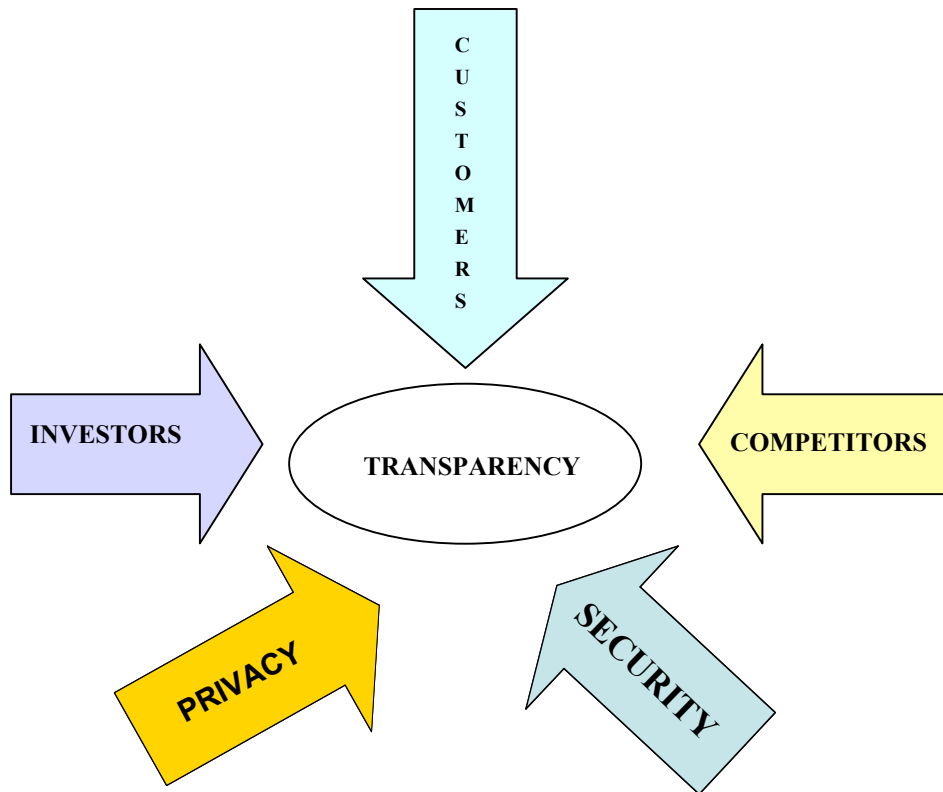 CUSTOMERS
INVESTORS
COMPETITORS
TRANSPARENCY
PRIVACY
SECURITY